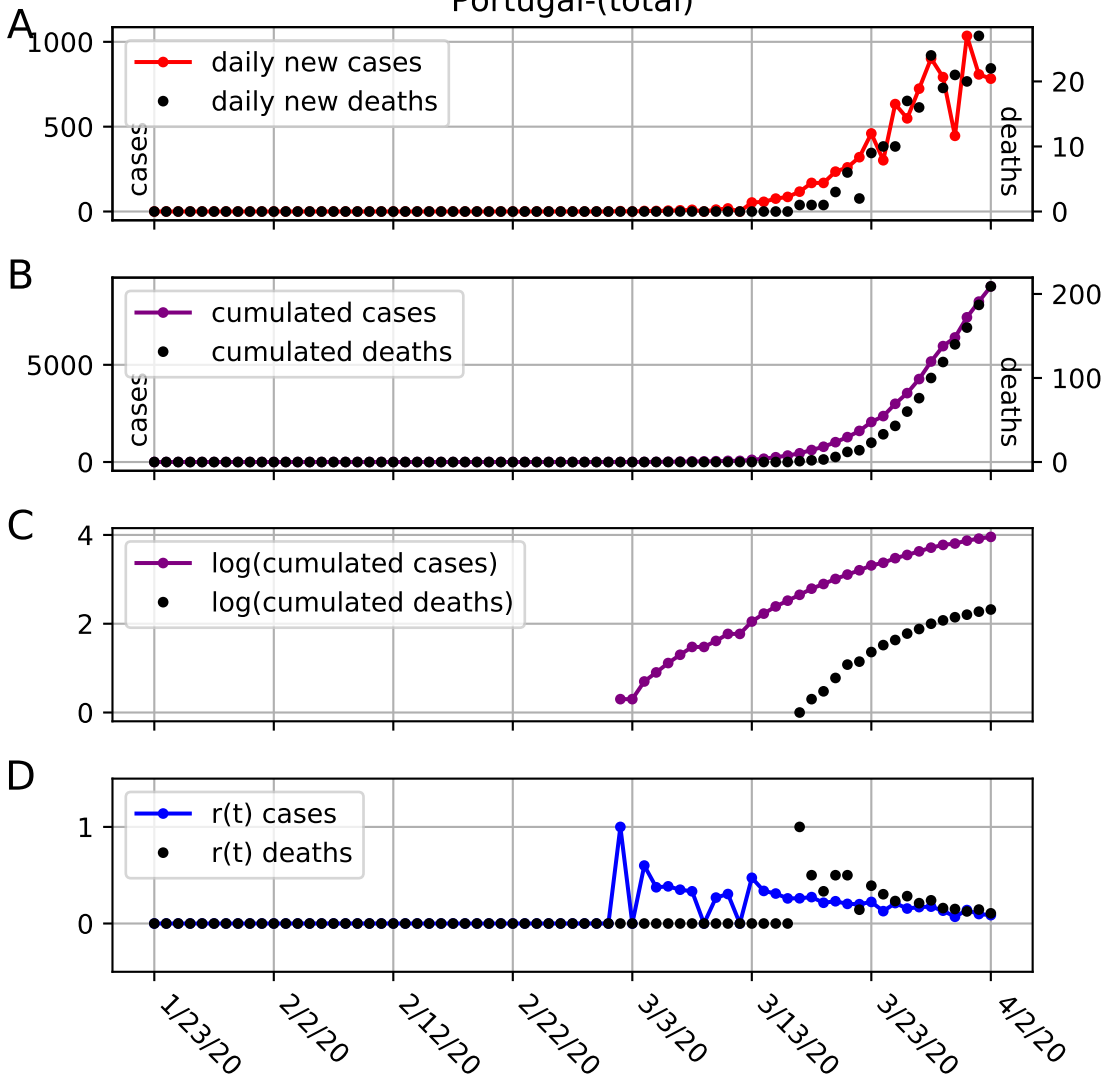 Portugal-(total)
A
1000
500
0
cases
daily new cases
daily new deaths
20
10
0
deaths
B
5000
0
cases
cumulated cases
cumulated deaths
200
100
0
deaths
C
4
2
0
log(cumulated cases)
log(cumulated deaths)
D
1
0
r(t) cases
r(t) deaths
1/23/20
2/2/20
2/12/20
2/22/20
3/3/20
3/13/20
3/23/20
4/2/20